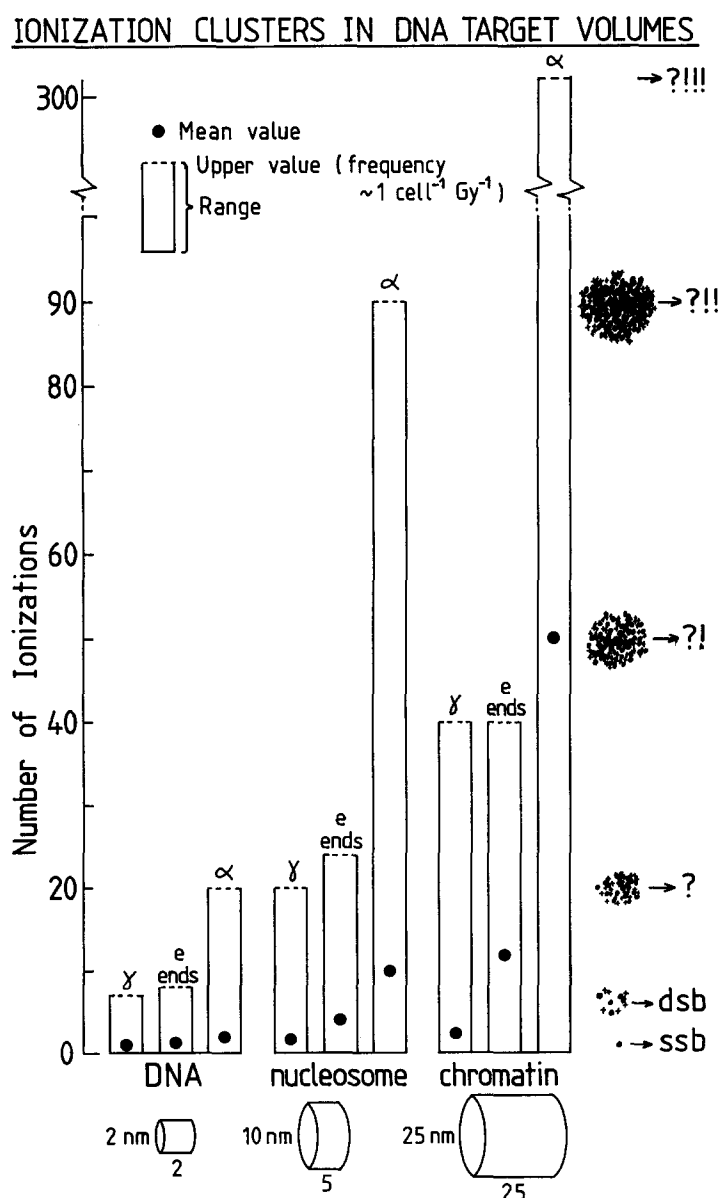 IONIZATION CLUSTERS IN DNA TARGET VOLUMES
α
300
→?!!!
● Mean value
Upper value (frequency
~1 cell⁻¹ Gy⁻¹)
Range
α
90
→?!!
80
Number of Ionizations
60
→?!
e
ends
γ
40
e
ends
γ
α
20
→?
e
ends
γ
→dsb
→ssb
0
DNA
nucleosome
chromatin
2 nm
2
10 nm
5
25 nm
25